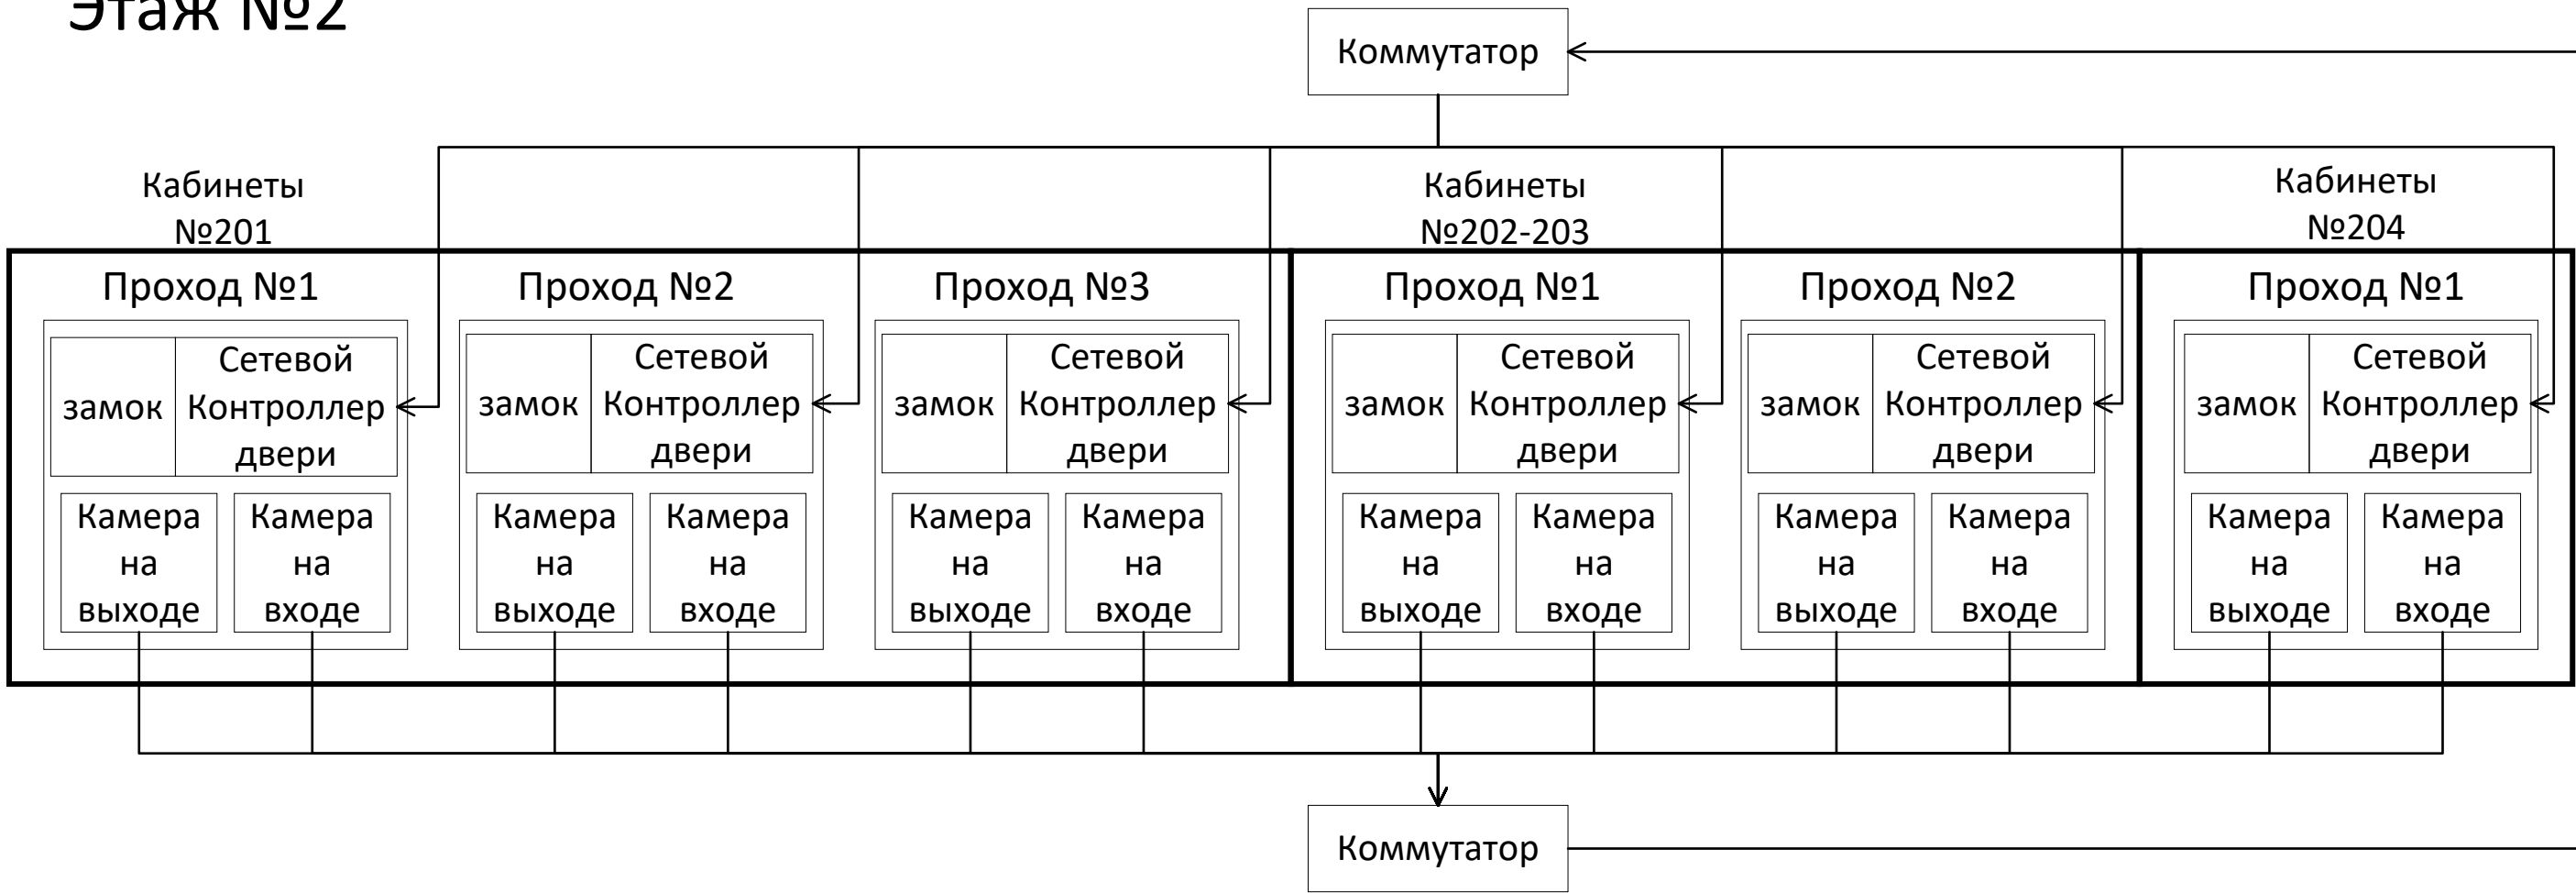 Этаж №2
Коммутатор
Кабинеты
№201
Кабинеты
№202-203
Кабинеты
№204
Проход №1
Проход №2
Проход №3
Проход №1
Проход №2
Проход №1
замок
Сетевой
Контроллер
двери
замок
Сетевой
Контроллер
двери
замок
Сетевой
Контроллер
двери
замок
Сетевой
Контроллер
двери
замок
Сетевой
Контроллер
двери
замок
Сетевой
Контроллер
двери
Камера
на
выходе
Камера
на
входе
Камера
на
выходе
Камера
на
входе
Камера
на
выходе
Камера
на
входе
Камера
на
выходе
Камера
на
входе
Камера
на
выходе
Камера
на
входе
Камера
на
выходе
Камера
на
входе
Коммутатор